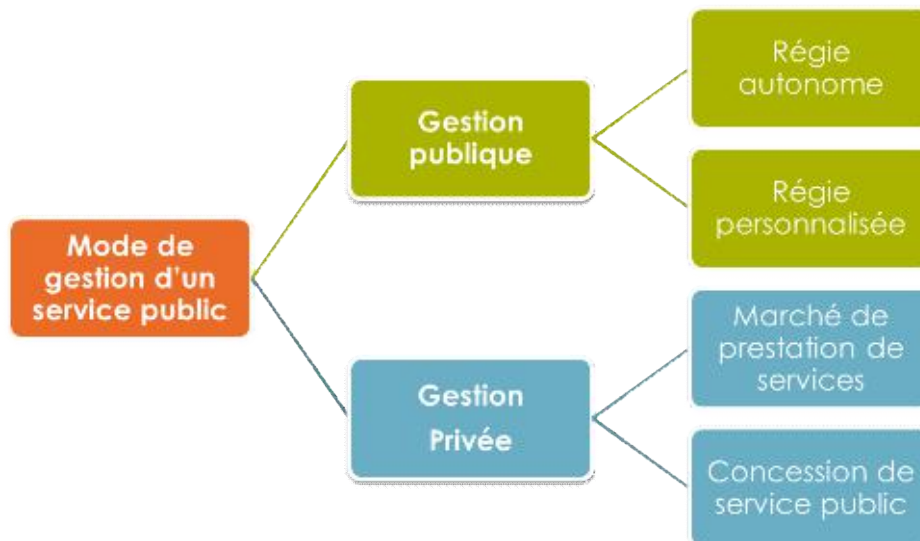 Mode de
gestion d'un
service public
Gestion
publique
Régie
autonome
Régie
personnalisée
Gestion
Privée
Marché de
prestation de
services
Concession de
service public